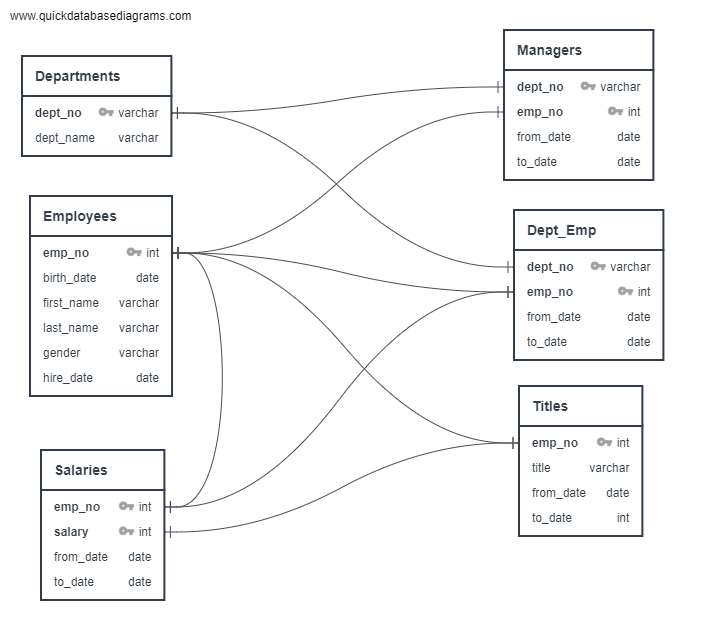 www.quickdatabasediagrams.com
Departments
dept_no varchar
dept_name varchar
Employees
emp_no int
birth_date date
first_name varchar
last_name varchar
gender varchar
hire_date date
Salaries
emp_no int
salary int
from_date date
to_date date
Managers
dept_no varchar
emp_no int
from_date date
to_date date
Dept_Emp
dept_no varchar
emp_no int
from_date date
to_date date
Titles
emp_no int
title varchar
from_date date
to_date int